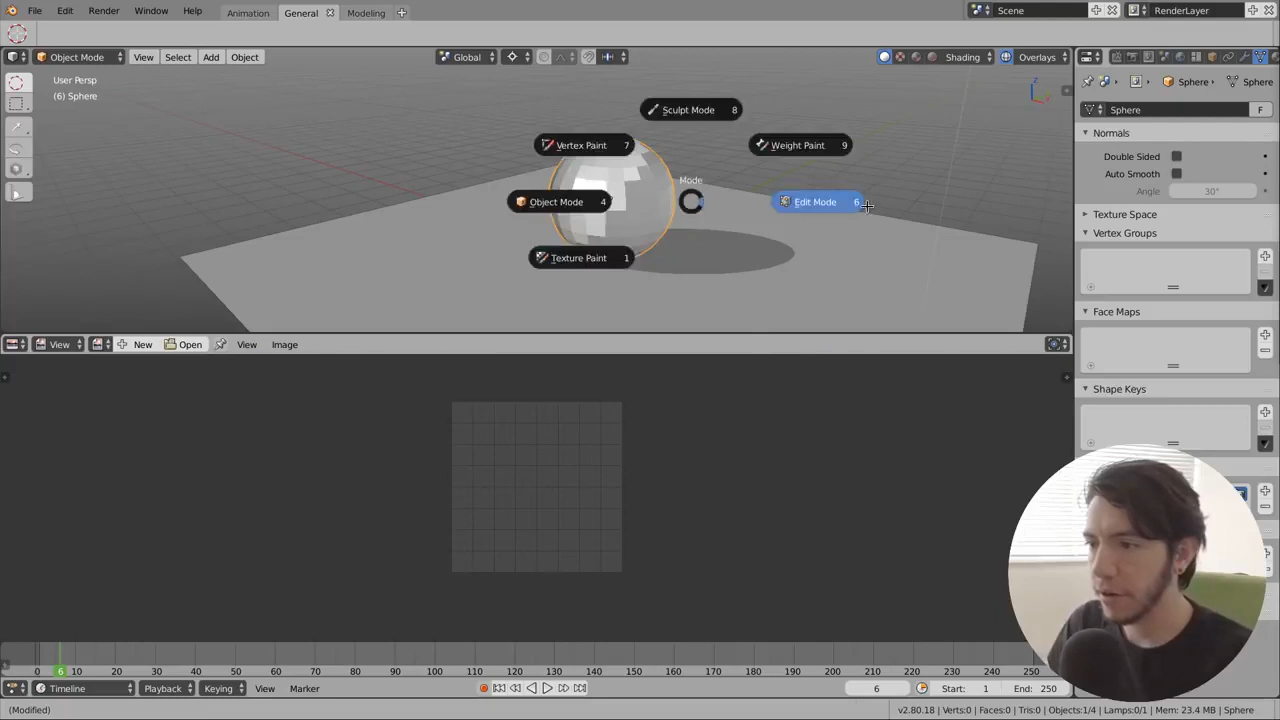 File Edit Render Window Help Animation General Modeling Scene RenderLayer
Object Mode View Select Add Object Global Shading Overlays
User Persp
(6) Sphere
Z
Sphere Sphere
Sphere F
Normals
Double Sided
Auto Smooth
Angle 30°
Texture Space
Vertex Groups
Face Maps
Shape Keys
Sculpt Mode 8
Vertex Paint 7
Weight Paint 9
Mode
Object Mode 4
Edit Mode 6
Texture Paint 1
View New Open View Image
0 6 10 20 30 40 50 60 70 80 90 100 110 120 130 140 150 160 170 180 190 200 210 220 230 240 250
Timeline Playback Keying View Marker 6 Start: 1 End: 250
(Modified) v2.80.18 | Verts:0 | Faces:0 | Tris:0 | Objects:1/4 | Lamps:0/1 | Mem: 23.4 MB | Sphere